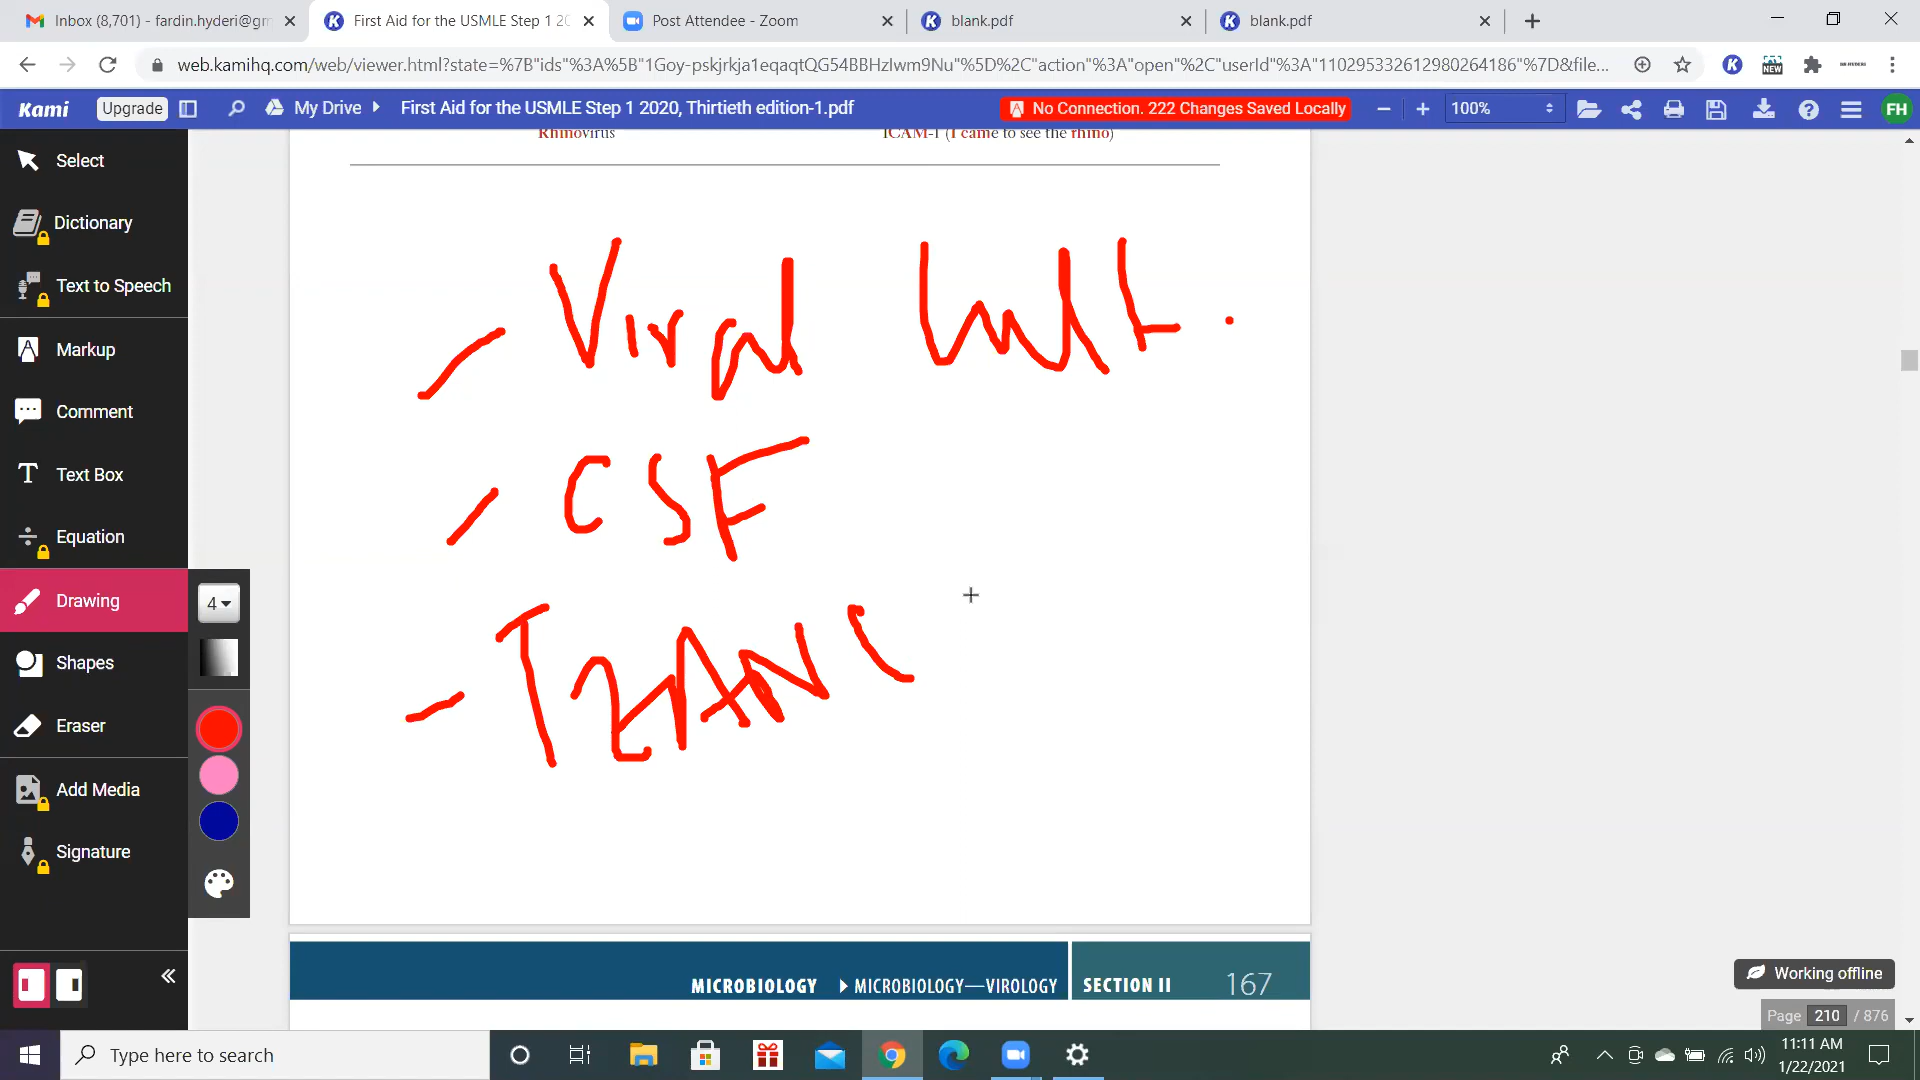 Inbox (8,701) - fardin.hyderi@gm
First Aid for the USMLE Step 1 20
Post Attendee - Zoom
blank.pdf
blank.pdf
web.kamihq.com/web/viewer.html?state=%7B"ids"%3A%5B"1Goy-pskjrkja1eqaqtQG54BBHzIwm9Nu"%5D%2C"action"%3A"open"%2C"userId"%3A"110295332612980264186"%7D&file...
Kami
Upgrade
My Drive
First Aid for the USMLE Step 1 2020, Thirtieth edition-1.pdf
No Connection. 222 Changes Saved Locally
100%
FH
Select
Dictionary
Text to Speech
Markup
Comment
Text Box
Equation
Drawing
Shapes
Eraser
Add Media
Signature
4
Rhinovirus ICAM-1 (I came to see the rhino)
- Viral
- CSF
- TZANC
MICROBIOLOGY ▶ MICROBIOLOGY—VIROLOGY SECTION II 167
Working offline
Page 210 / 876
Type here to search
11:11 AM
1/22/2021